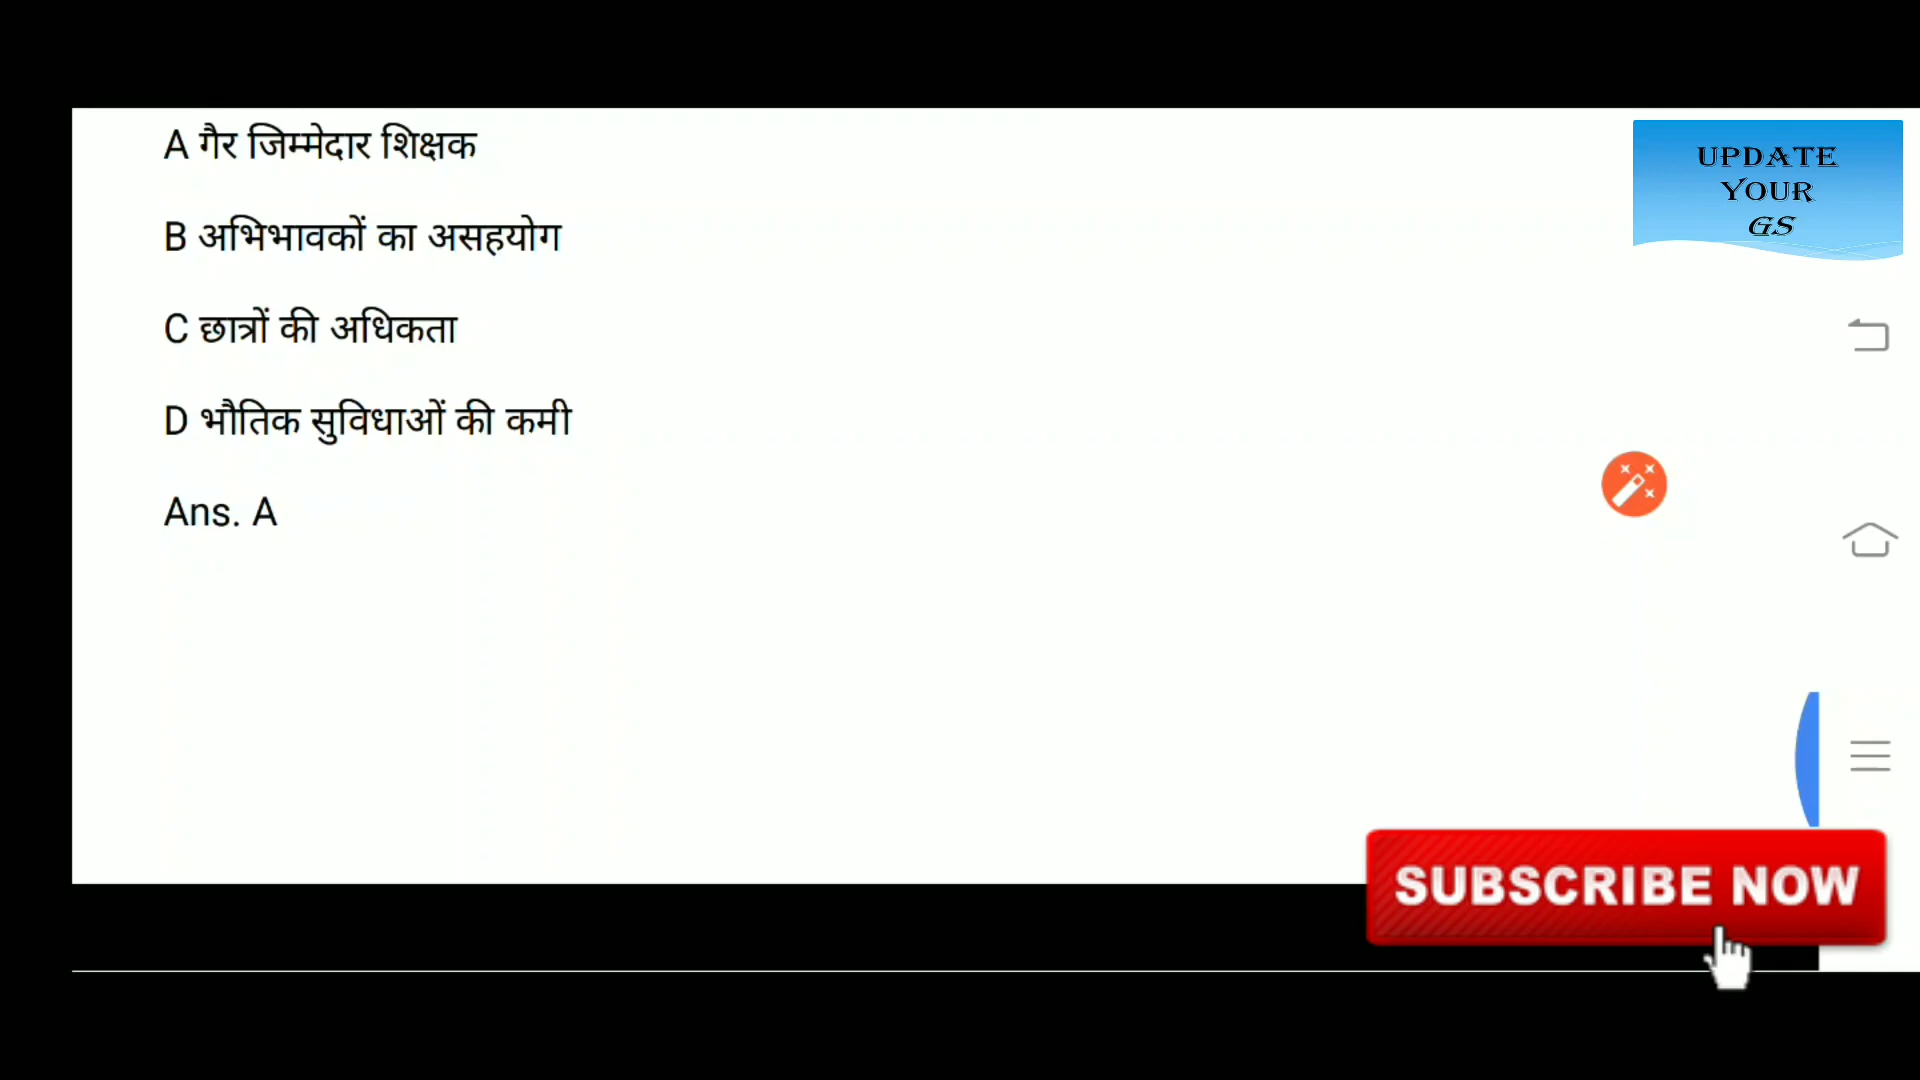 A गैर जिम्मेदार शिक्षक
B अभिभावकों का असहयोग
C छात्रों की अधिकता
D भौतिक सुविधाओं की कमी
Ans. A
UPDATE
YOUR
GS
SUBSCRIBE NOW